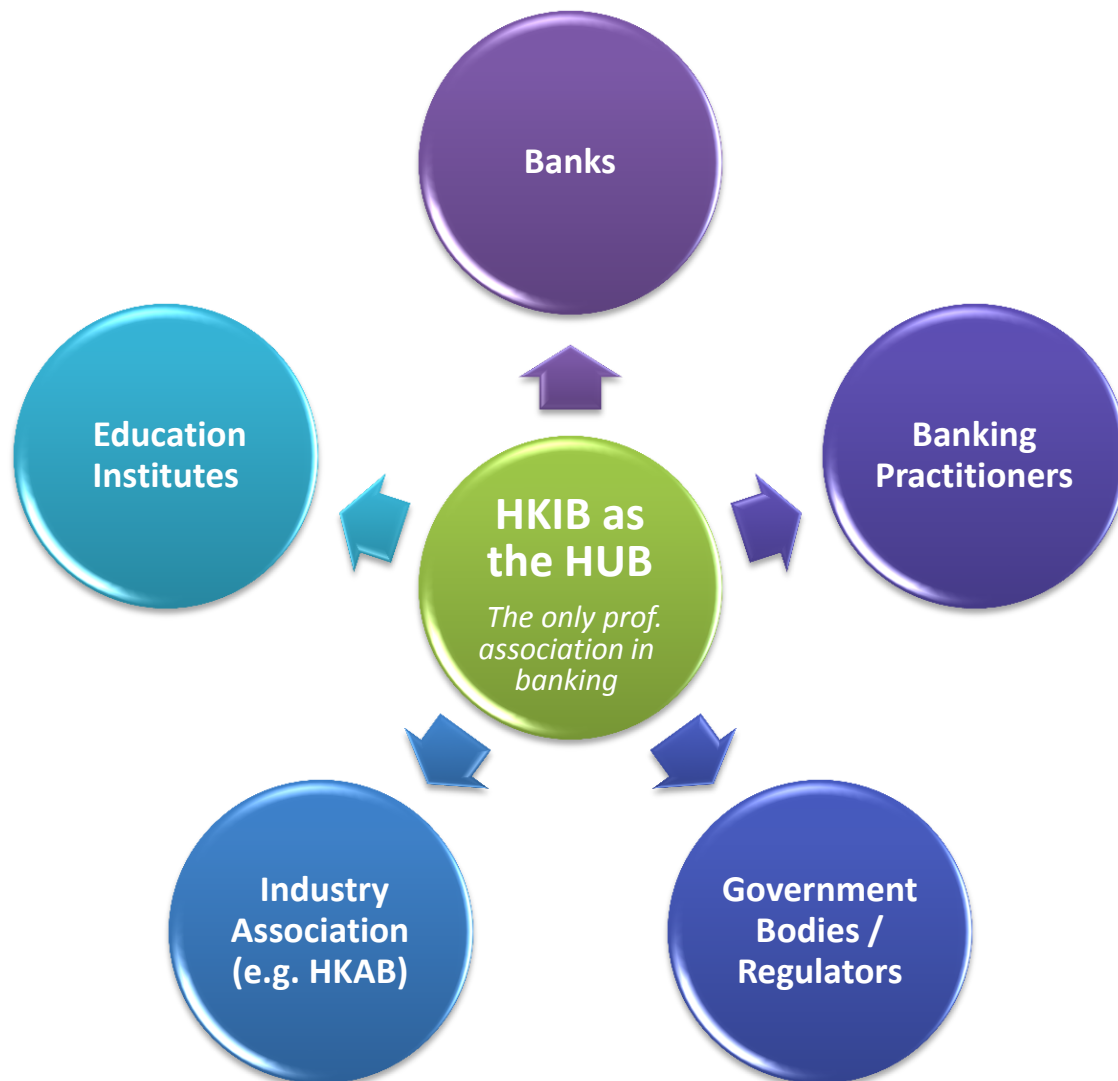 Banks
Education
Institutes
Banking
Practitioners
HKIB as
the HUB
The only prof.
association in
banking
Industry
Association
(e.g. HKAB)
Government
Bodies /
Regulators